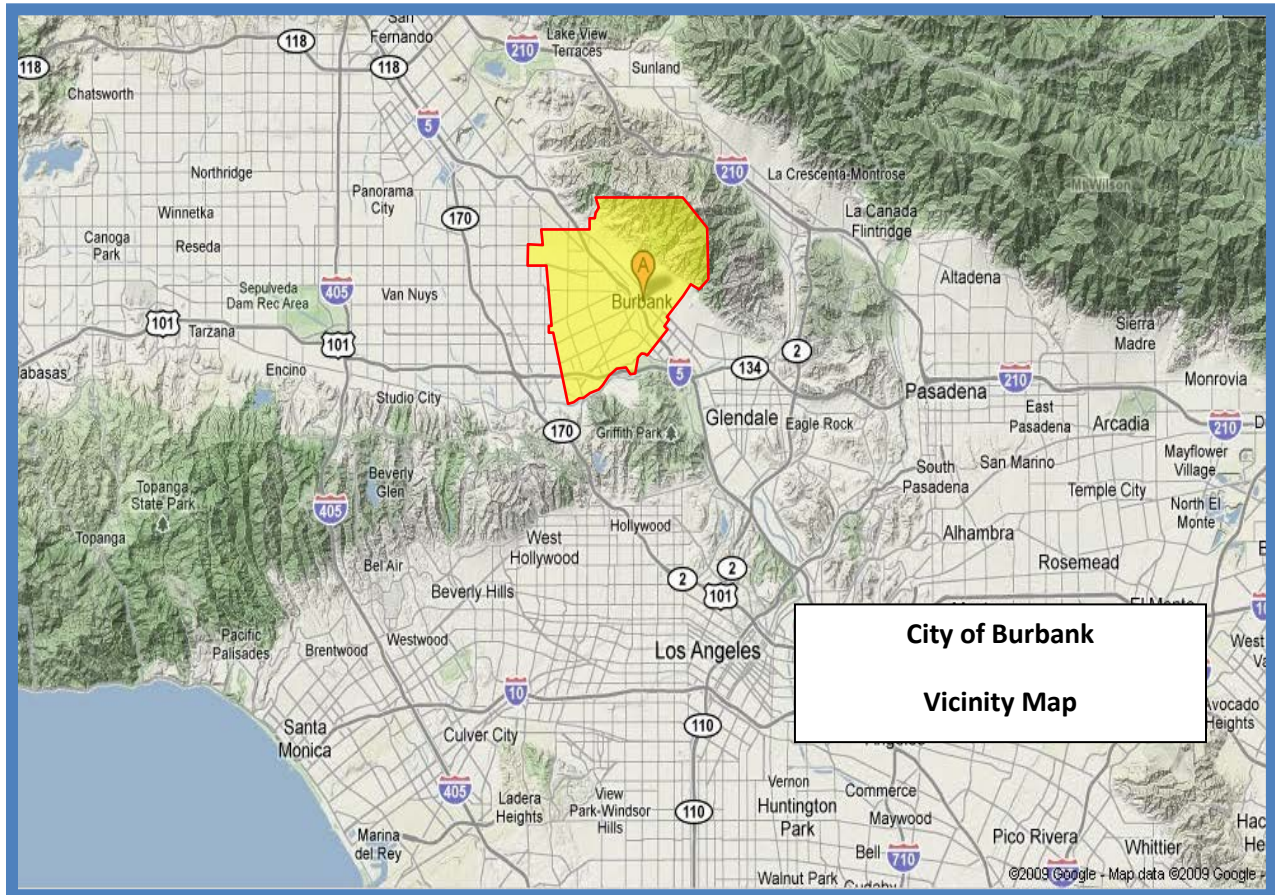 San
Fernando
118
118
118
210
Lake View
Terraces
Sunland
Chatsworth
5
Northridge
Panorama
City
170
210
La Crescenta-Montrose
Mt Wilson
Winnetka
La Canada
Flintridge
Canoga
Park
Reseda
A
Altadena
Sepulveda
Dam Rec Area
405
Van Nuys
Burbank
101
Tarzana
101
Sierra
Madre
2
Encino
5
134
Pasadena
210
Monrovia
Studio City
Glendale
Eagle Rock
East
Pasadena
Arcadia
210
170
Griffith Park
Mayflower
Village
Beverly
Glen
South
Pasadena
San Marino
Temple City
Topanga
State Park
405
North El
Monte
Topanga
Hollywood
West
Hollywood
Alhambra
Bel Air
Rosemead
2
2
101
Beverly Hills
City of Burbank
Vicinity Map
Pacific
Palisades
Brentwood
Westwood
Los Angeles
West
10
Avocado
Heights
Santa
Monica
Culver City
110
405
Ladera
Heights
View
Park-Windsor
Hills
110
Vernon
Huntington
Park
Commerce
Maywood
Marina
del Rey
Bell
710
Pico Rivera
Whittier
Walnut Park
©2009 Google - Map data ©2009 Google -